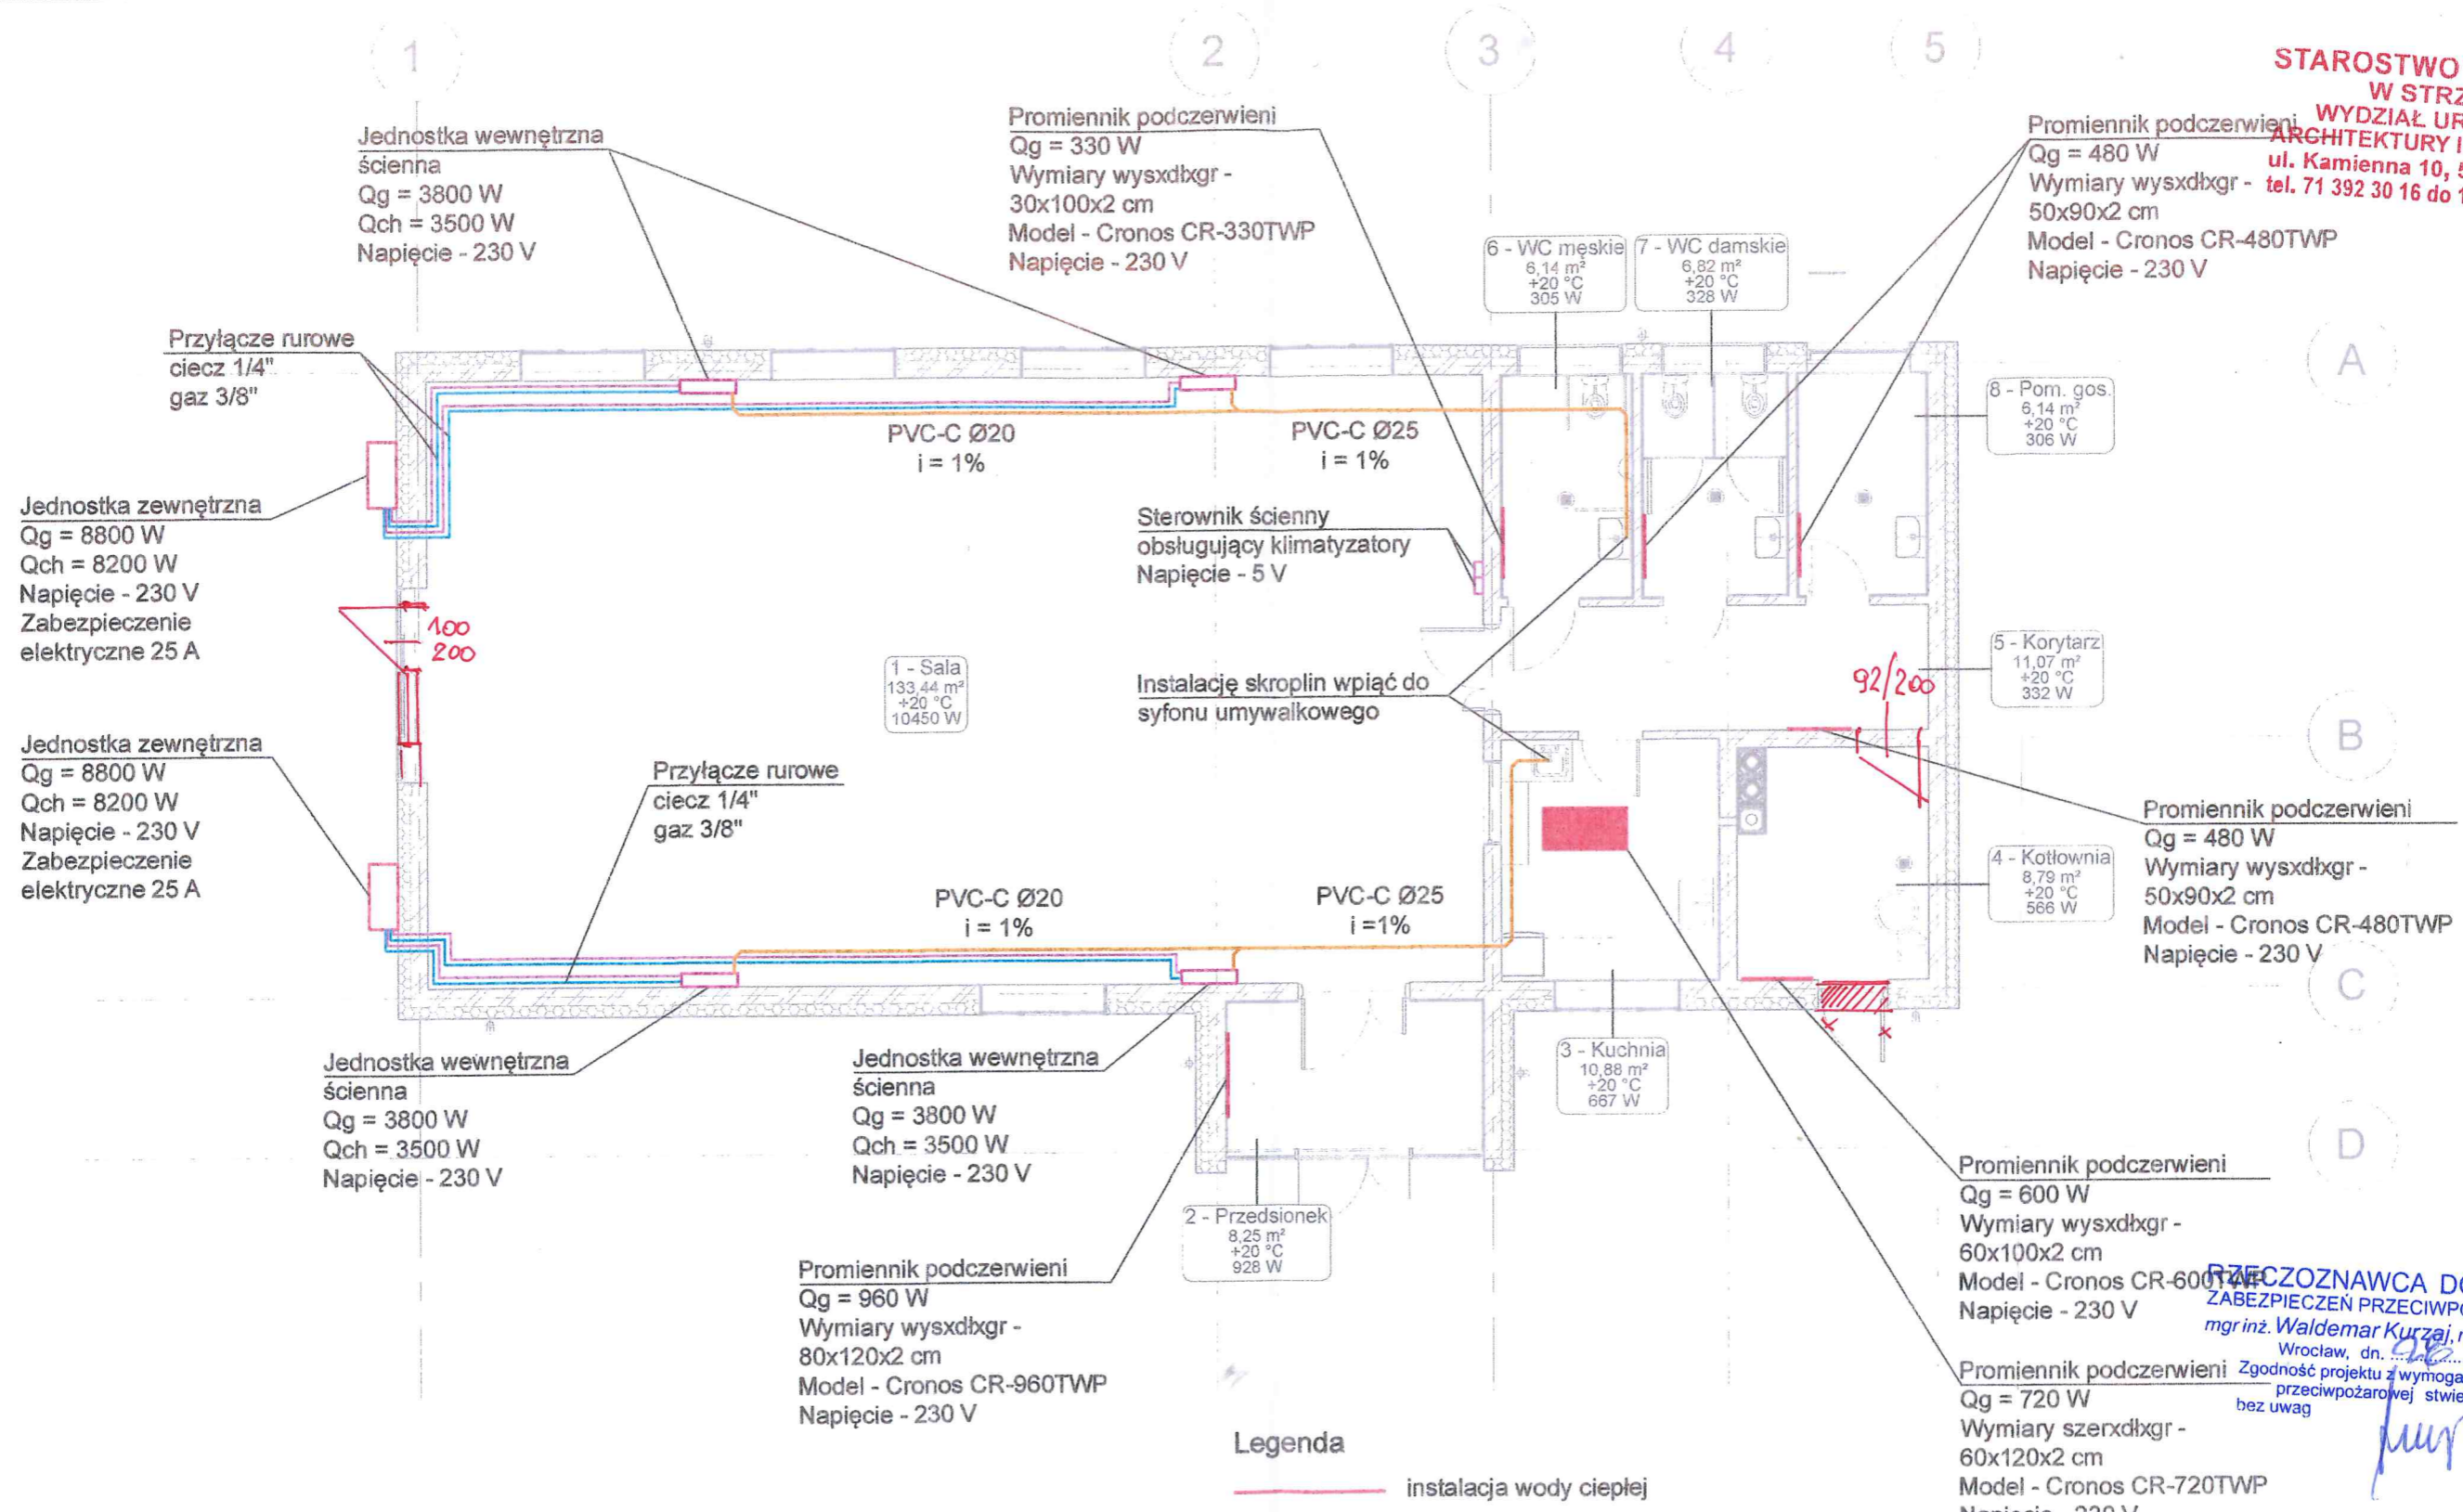 1
2
3
4
5
STAROSTWO
W STRZ
WYDZIAŁ UR
ARCHITEKTURY I
ul. Kamienna 10, 5
tel. 71 392 30 16 do 1
Jednostka wewnętrzna
ścienna
Qg = 3800 W
Qch = 3500 W
Napięcie - 230 V
Promiennik podczerwieni
Qg = 330 W
Wymiary wysxdłxgr -
30x100x2 cm
Model - Cronos CR-330TWP
Napięcie - 230 V
Promiennik podczerwieni
Qg = 480 W
Wymiary wysxdłxgr -
50x90x2 cm
Model - Cronos CR-480TWP
Napięcie - 230 V
6 - WC męskie
6,14 m²
+20 °C
305 W
7 - WC damskie
6,82 m²
+20 °C
328 W
Przyłącze rurowe
ciecz 1/4"
gaz 3/8"
A
8 - Pom. gos.
6,14 m²
+20 °C
306 W
PVC-C Ø20
i = 1%
PVC-C Ø25
i = 1%
Jednostka zewnętrzna
Qg = 8800 W
Qch = 8200 W
Napięcie - 230 V
Zabezpieczenie
elektryczne 25 A
Sterownik ścienny
obsługujący klimatyzatory
Napięcie - 5 V
100
200
1 - Sala
133,44 m²
+20 °C
10450 W
Instalację skroplin wpiąć do
syfonu umywalkowego
92/200
5 - Korytarz
11,07 m²
+20 °C
332 W
B
Jednostka zewnętrzna
Qg = 8800 W
Qch = 8200 W
Napięcie - 230 V
Zabezpieczenie
elektryczne 25 A
Przyłącze rurowe
ciecz 1/4"
gaz 3/8"
Promiennik podczerwieni
Qg = 480 W
Wymiary wysxdłxgr -
50x90x2 cm
Model - Cronos CR-480TWP
Napięcie - 230 V
4 - Kotłownia
8,79 m²
+20 °C
566 W
PVC-C Ø20
i = 1%
PVC-C Ø25
i =1%
C
Jednostka wewnętrzna
ścienna
Qg = 3800 W
Qch = 3500 W
Napięcie - 230 V
Jednostka wewnętrzna
ścienna
Qg = 3800 W
Qch = 3500 W
Napięcie - 230 V
3 - Kuchnia
10,88 m²
+20 °C
667 W
D
2 - Przedsionek
8,25 m²
+20 °C
928 W
Promiennik podczerwieni
Qg = 600 W
Wymiary wysxdłxgr -
60x100x2 cm
Model - Cronos CR-600TWP
Napięcie - 230 V
Promiennik podczerwieni
Qg = 960 W
Wymiary wysxdłxgr -
80x120x2 cm
Model - Cronos CR-960TWP
Napięcie - 230 V
RZECZOZNAWCA DO
ZABEZPIECZEŃ PRZECIWPO
mgr inż. Waldemar Kurzaj, n
Wrocław, dn.
Zgodność projektu z wymoga
przeciwpożarowej stwie
bez uwag
Promiennik podczerwieni
Qg = 720 W
Wymiary szerxdłxgr -
60x120x2 cm
Model - Cronos CR-720TWP
Napięcie - 230 V
Legenda
instalacja wody ciepłej